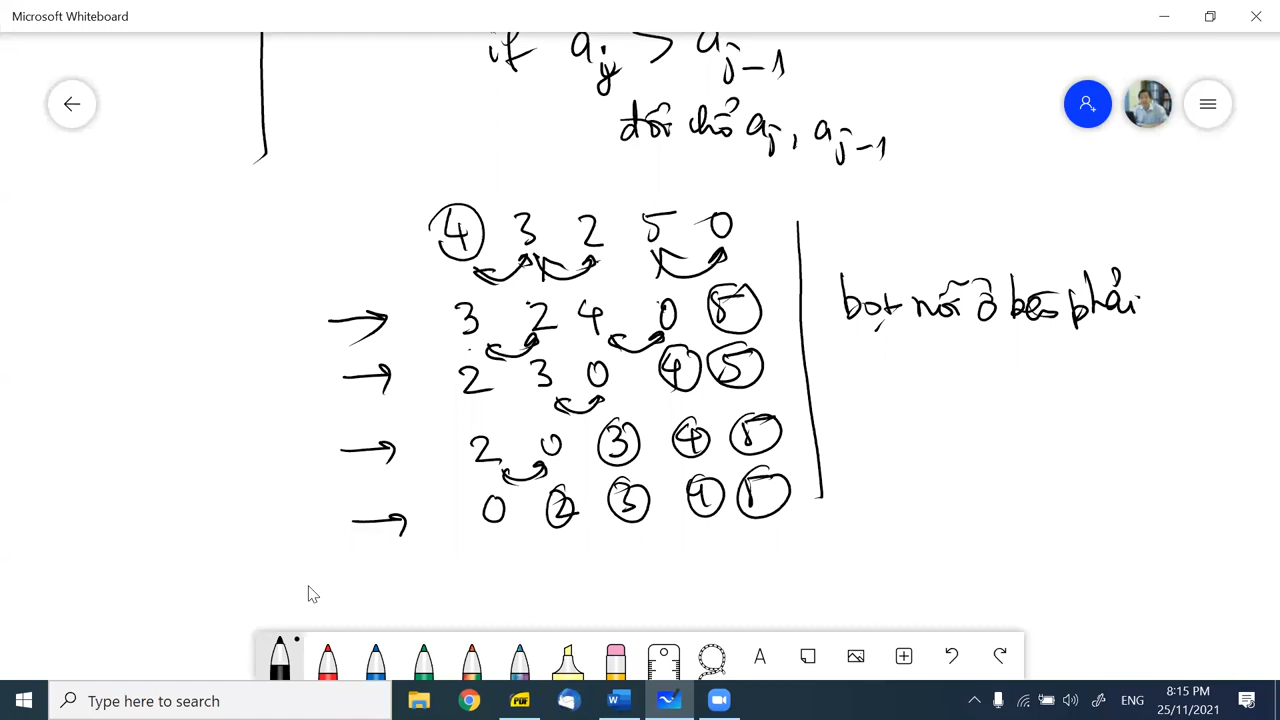 Microsoft Whiteboard
if aj > aj-1
đổi chổ aj, aj-1
4 3 2 5 0
→ 3 2 4 0 5
→ 2 3 0 4 5
→ 2 0 3 4 5
→ 0 2 3 4 5
bọt nổi ở bên phải
Type here to search
PDF
ENG
8:15 PM
25/11/2021